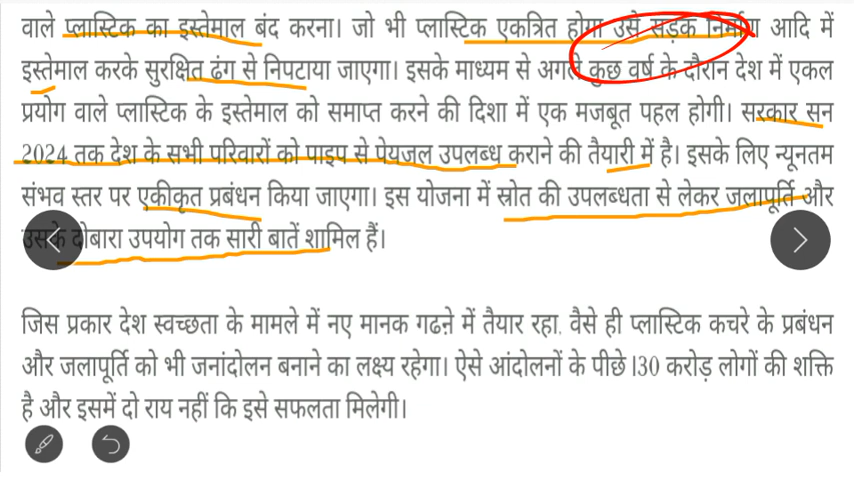 वाले प्लास्टिक का इस्तेमाल बंद करना। जो भी प्लास्टिक एकत्रित होगा उसे सड़क निर्माण आदि में
इस्तेमाल करके सुरक्षित ढंग से निपटाया जाएगा। इसके माध्यम से अगले कुछ वर्ष के दौरान देश में एकल
प्रयोग वाले प्लास्टिक के इस्तेमाल को समाप्त करने की दिशा में एक मजबूत पहल होगी। सरकार सन
2024 तक देश के सभी परिवारों को पाइप से पेयजल उपलब्ध कराने की तैयारी में है। इसके लिए न्यूनतम
संभव स्तर पर एकीकृत प्रबंधन किया जाएगा। इस योजना में स्रोत की उपलब्धता से लेकर जलापूर्ति और
उसके दोबारा उपयोग तक सारी बातें शामिल हैं।
जिस प्रकार देश स्वच्छता के मामले में नए मानक गढऩे में तैयार रहा, वैसे ही प्लास्टिक कचरे के प्रबंधन
और जलापूर्ति को भी जनांदोलन बनाने का लक्ष्य रहेगा। ऐसे आंदोलनों के पीछे 130 करोड़ लोगों की शक्ति
है और इसमें दो राय नहीं कि इसे सफलता मिलेगी।